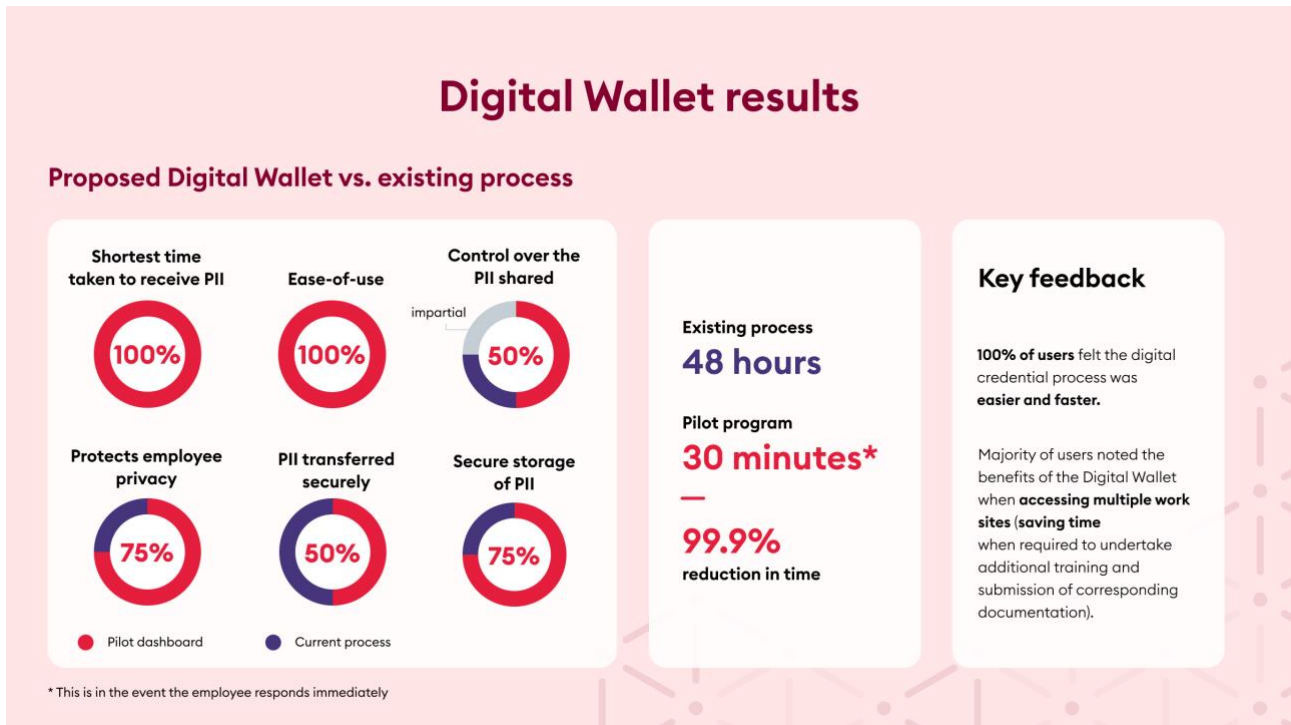 Digital Wallet results
Proposed Digital Wallet vs. existing process
Shortest time
taken to receive PII
100%
Ease-of-use
100%
Control over the
PII shared
impartial
50%
Protects employee
privacy
75%
PII transferred
securely
50%
Secure storage
of PII
75%
Pilot dashboard
Current process
Existing process
48 hours
Pilot program
30 minutes*
99.9%
reduction in time
Key feedback
100% of users felt the digital
credential process was
easier and faster.
Majority of users noted the
benefits of the Digital Wallet
when accessing multiple work
sites (saving time
when required to undertake
additional training and
submission of corresponding
documentation).
* This is in the event the employee responds immediately